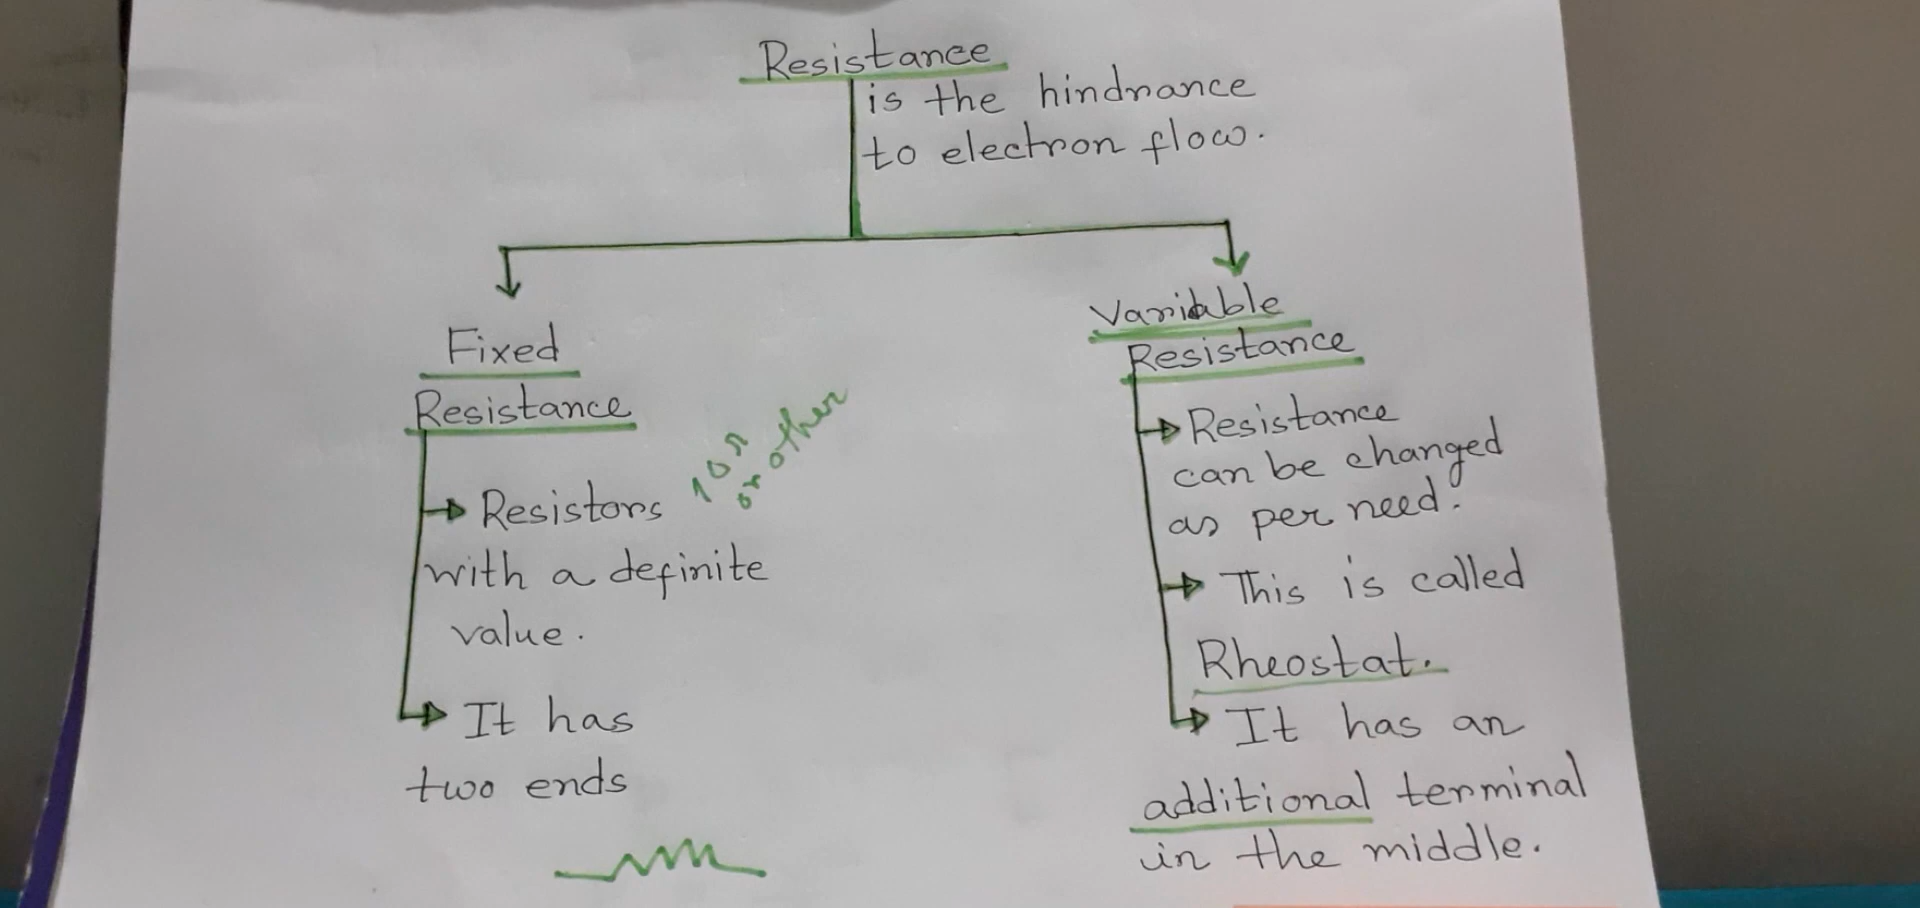 Resistance
is the hindrance
to electron flow.
Fixed
Resistance
Resistors
with a definite
value.
It has
two ends
10Ω
or other
Variable
Resistance
Resistance
can be changed
as per need.
This is called
Rheostat.
It has an
additional terminal
in the middle.